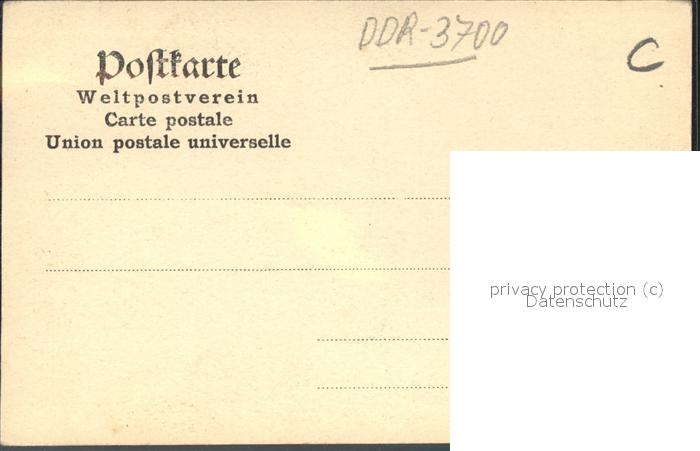 DDR-3700
C
Postkarte
Weltpostverein
Carte postale
Union postale universelle
privacy protection (c)
Datenschutz